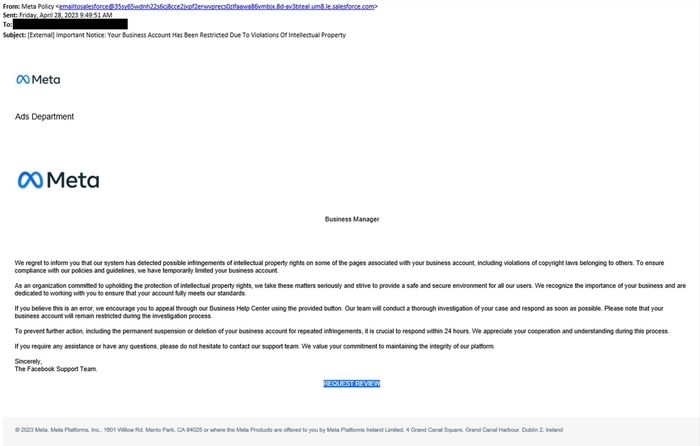 From: Meta Policy
Sent: Friday, April 28, 2023 9:49:51 AM
To:
Subject: [External] Important Notice: Your Business Account Has Been Restricted Due To Violations Of Intellectual Property
Meta
Ads Department
Meta
Business Manager
We regret to inform you that our system has detected possible infringements of intellectual property rights on some of the pages associated with your business account, including violations of copyright laws belonging to others. To ensure
compliance with our policies and guidelines, we have temporarily limited your business account.
As an organization committed to upholding the protection of intellectual property rights, we take these matters seriously and strive to provide a safe and secure environment for all our users. We recognize the importance of your business and are
dedicated to working with you to ensure that your account fully meets our standards.
If you believe this is an error, we encourage you to appeal through our Business Help Center using the provided button. Our team will conduct a thorough investigation of your case and respond as soon as possible. Please note that your
business account will remain restricted during the investigation process.
To prevent further action, including the permanent suspension or deletion of your business account for repeated infringements, it is crucial to respond within 24 hours. We appreciate your cooperation and understanding during this process.
If you require any assistance or have any questions, please do not hesitate to contact our support team. We value your commitment to maintaining the integrity of our platform.
Sincerely,
The Facebook Support Team.
REQUEST REVIEW
© 2023 Meta. Meta Platforms, Inc., 1601 Willow Rd. Menlo Park, CA 94025 or where the Meta Products are offered to you by Meta Platforms Ireland Limited, 4 Grand Canal Square, Grand Canal Harbour. Dublin 2, Ireland